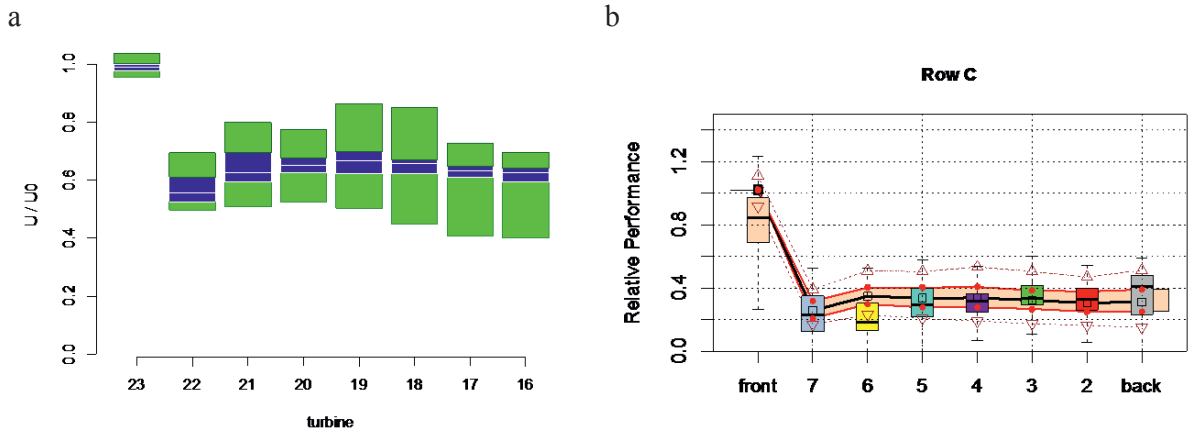 a
1.0
0.8
0.6
0.4
0.2
0.0
U / U0
23 22 21 20 19 18 17 16
turbine
b
Row C
1.2
0.8
0.4
0.0
Relative Performance
front 7 6 5 4 3 2 back